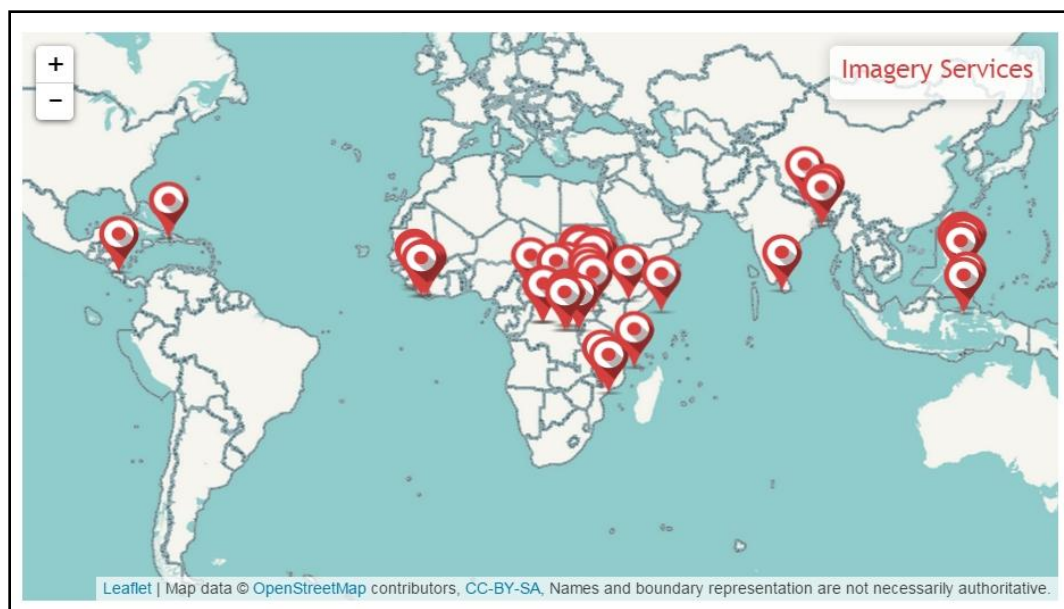 +
−
Imagery Services
Leaflet | Map data © OpenStreetMap contributors, CC-BY-SA, Names and boundary representation are not necessarily authoritative.